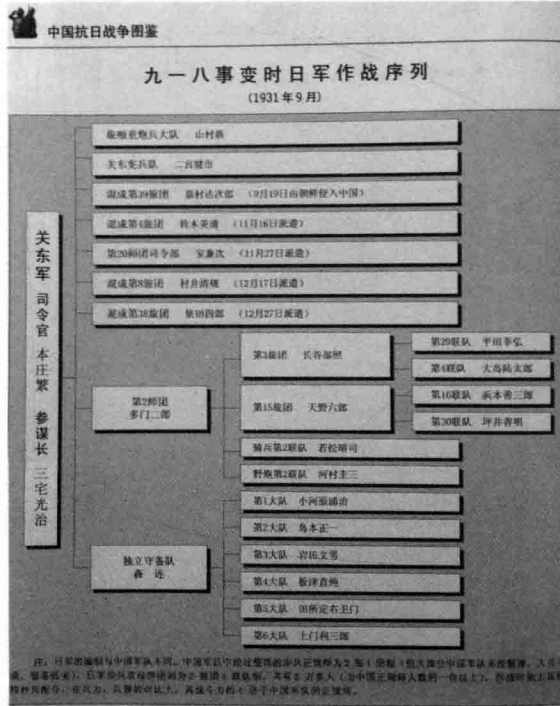 中国抗日战争图鉴
九一八事变时日军作战序列
(1931年9月)
旅顺重炮兵大队 山村新
关东宪兵队 二宫健市
混成第39旅团 嘉村达次郎 (9月19日由朝鲜侵入中国)
混成第4旅团 铃木美通 (11月16日派遣)
第20师团司令部 室兼次 (11月27日派遣)
混成第8旅团 村井清规 (12月17日派遣)
混成第38旅团 依田四郎 (12月27日派遣)
关东军 司令官 本庄繁 参谋长 三宅光治
第2师团
多门二郎
第3旅团 长谷部照
第29联队 平田幸弘
第4联队 大岛陆太郎
第15旅团 天野六郎
第16联队 浜本喜三郎
第30联队 坪井善明
骑兵第2联队 若松晴司
野炮第2联队 河村圭三
独立守备队
森 连
第1大队 小河原浦治
第2大队 岛本正一
第3大队 岩田文男
第4大队 板津直纯
第5大队 田所定右卫门
第6大队 上门利三郎
注:日军的编制与中国军队不同。中国军队中